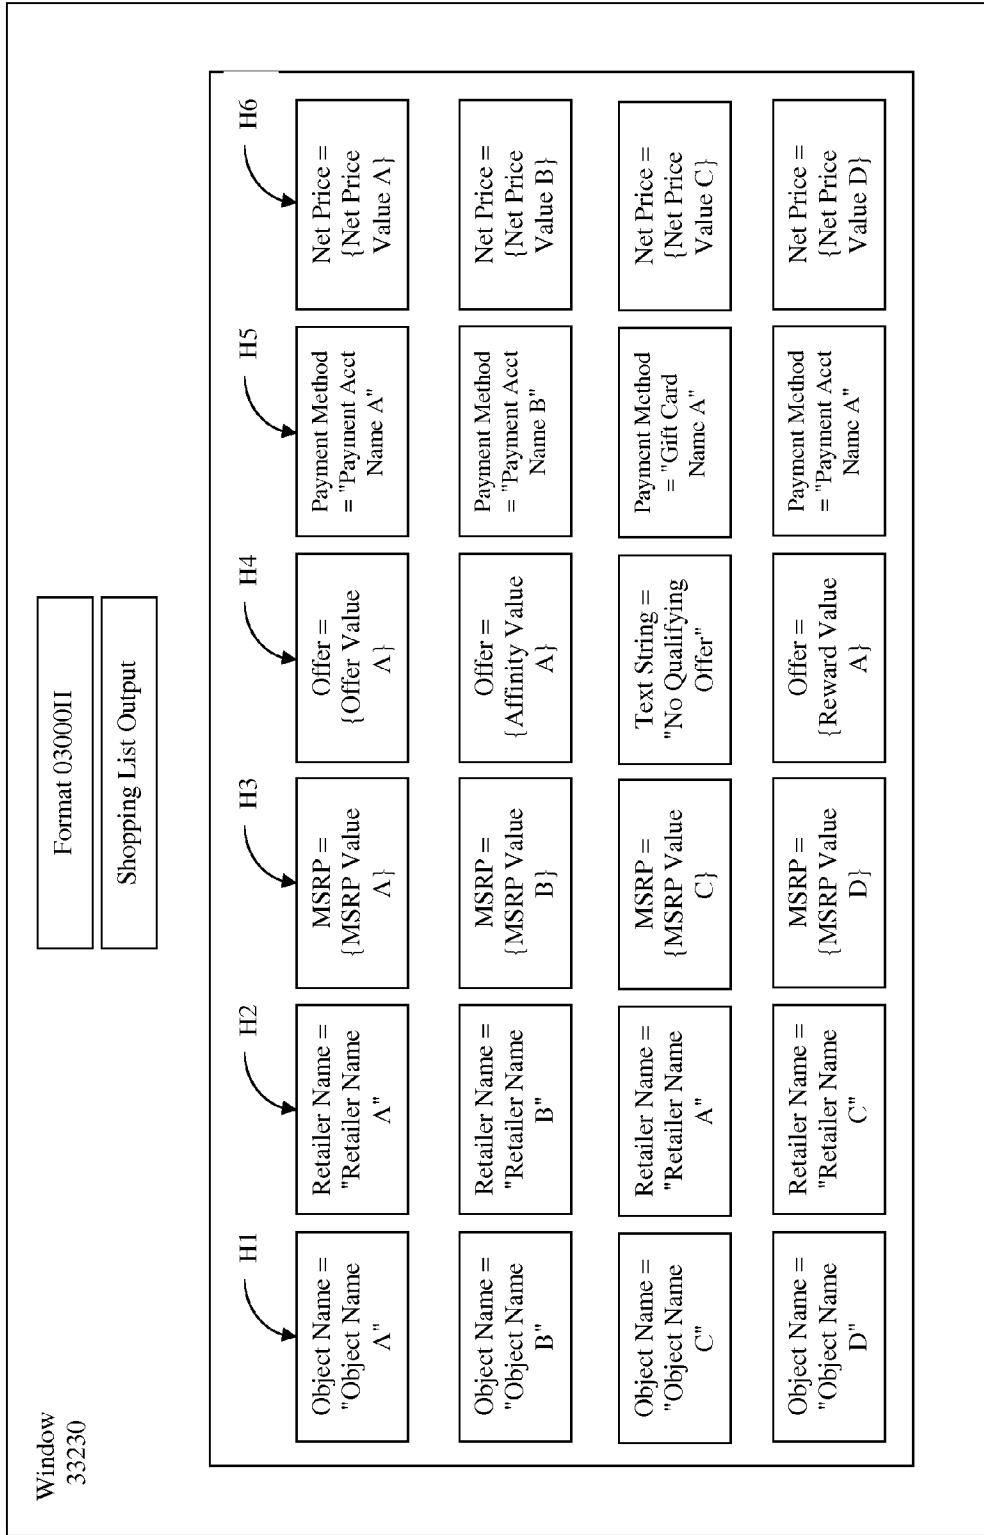 Window
33230
Format 03000H
Shopping List Output
H1
H2
H3
H4
H5
H6
Object Name =
"Object Name
A"
Retailer Name =
"Retailer Name
A"
MSRP =
{MSRP Value
A}
Offer =
{Offer Value
A}
Payment Method
= "Payment Acct
Name A"
Net Price =
{Net Price
Value A}
Object Name =
"Object Name
B"
Retailer Name =
"Retailer Name
B"
MSRP =
{MSRP Value
B}
Offer =
{Affinity Value
A}
Payment Method
= "Payment Acct
Name B"
Net Price =
{Net Price
Value B}
Object Name =
"Object Name
C"
Retailer Name =
"Retailer Name
A"
MSRP =
{MSRP Value
C}
Text String =
"No Qualifying
Offer"
Payment Method
= "Gift Card
Name A"
Net Price =
{Net Price
Value C}
Object Name =
"Object Name
D"
Retailer Name =
"Retailer Name
C"
MSRP =
{MSRP Value
D}
Offer =
{Reward Value
A}
Payment Method
= "Payment Acct
Name A"
Net Price =
{Net Price
Value D}